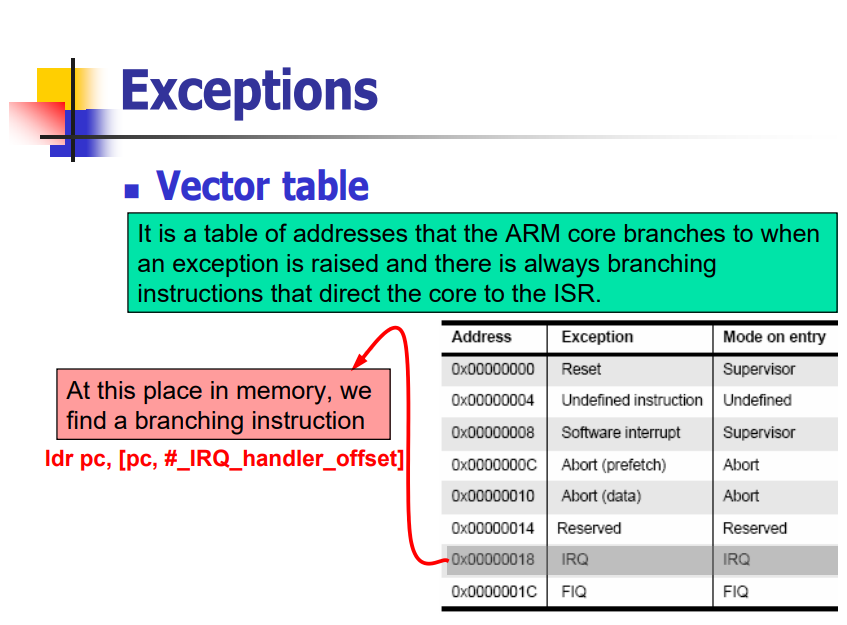 Exceptions
Vector table
It is a table of addresses that the ARM core branches to when
an exception is raised and there is always branching
instructions that direct the core to the ISR.
At this place in memory, we
find a branching instruction
ldr pc, [pc, #_IRQ_handler_offset]
Address Exception Mode on entry
0x00000000 Reset Supervisor
0x00000004 Undefined instruction Undefined
0x00000008 Software interrupt Supervisor
0x0000000C Abort (prefetch) Abort
0x00000010 Abort (data) Abort
0x00000014 Reserved Reserved
0x00000018 IRQ IRQ
0x0000001C FIQ FIQ